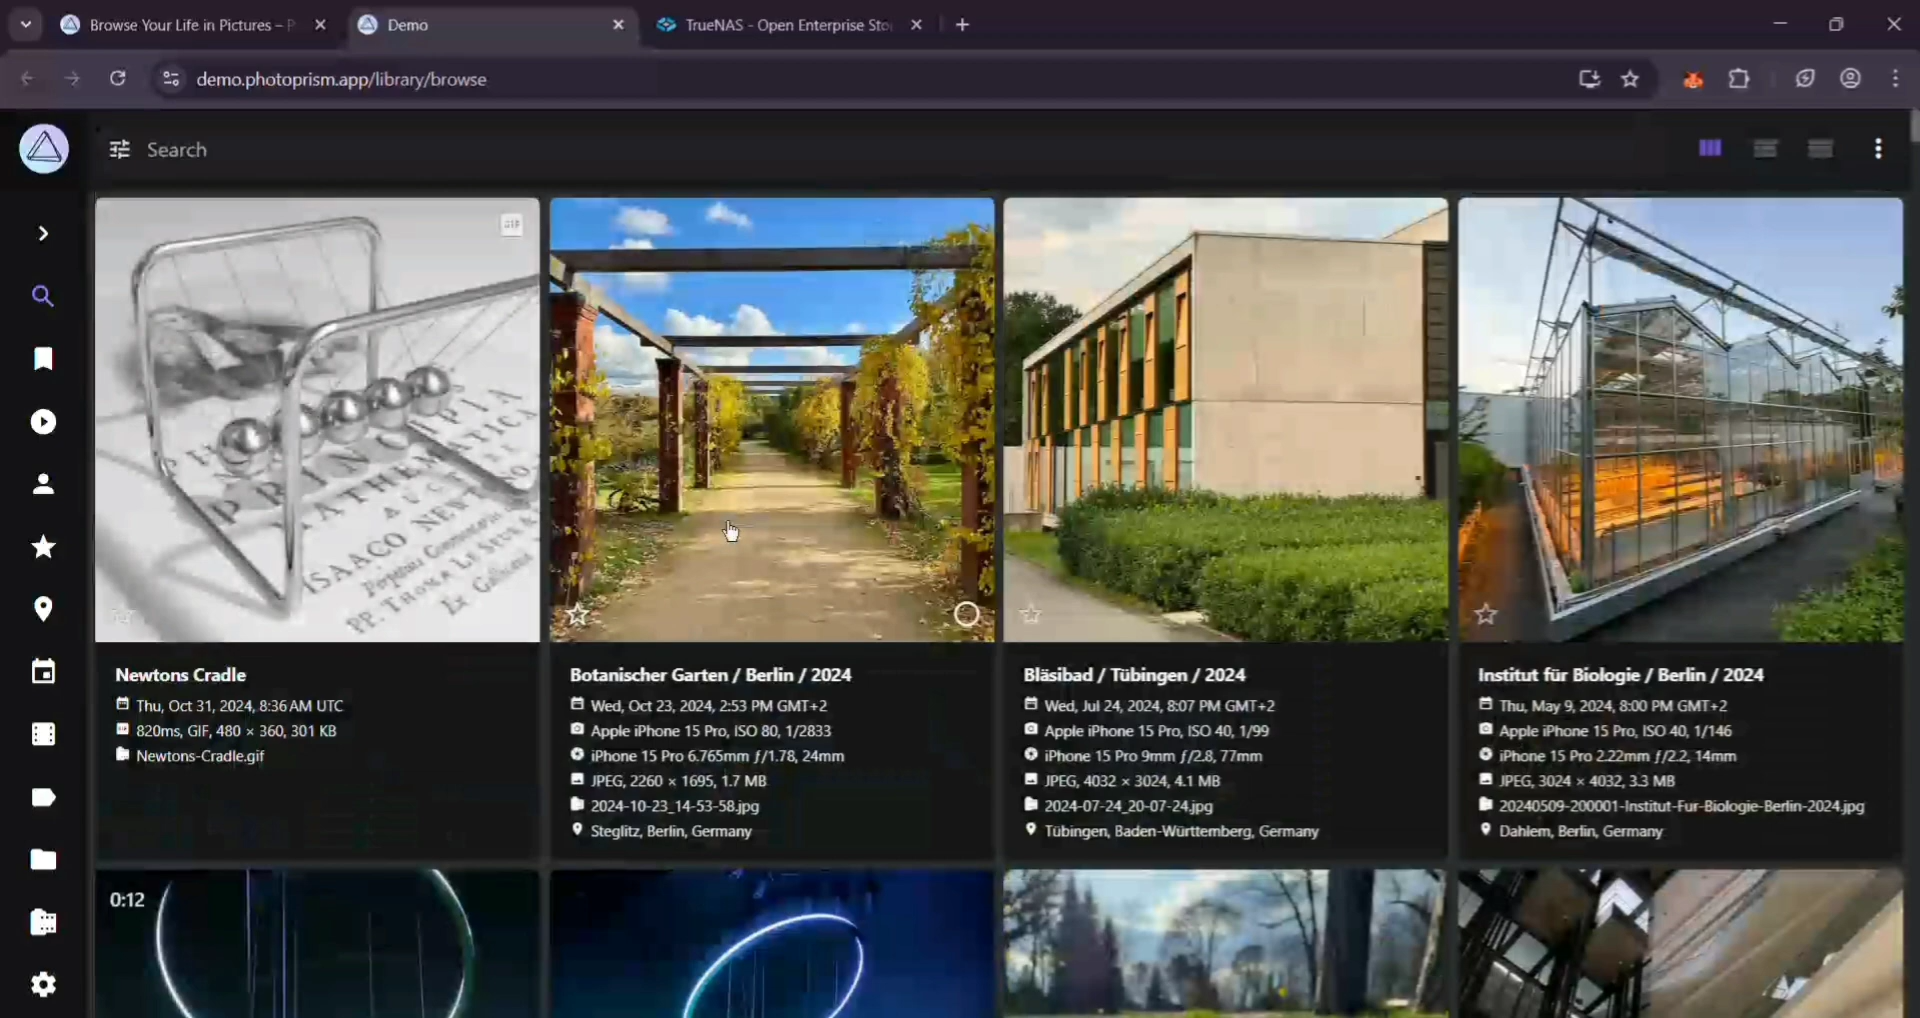 Browse Your Life in Pictures – P
Demo
TrueNAS - Open Enterprise Sto
demo.photoprism.app/library/browse
Search
GIF
PRINCIPIA
MATHEMATICA
ISAACO NEWT
Newtons Cradle
Thu, Oct 31, 2024, 8:36 AM UTC
820ms, GIF, 480 × 360, 301 KB
Newtons-Cradle.gif
Botanischer Garten / Berlin / 2024
Wed, Oct 23, 2024, 2:53 PM GMT+2
Apple iPhone 15 Pro, ISO 80, 1/2833
iPhone 15 Pro 6.765mm ƒ/1.78, 24mm
JPEG, 2260 × 1695, 1.7 MB
2024-10-23_14-53-58.jpg
Steglitz, Berlin, Germany
Bläsibad / Tübingen / 2024
Wed, Jul 24, 2024, 8:07 PM GMT+2
Apple iPhone 15 Pro, ISO 40, 1/99
iPhone 15 Pro 9mm ƒ/2.8, 77mm
JPEG, 4032 × 3024, 4.1 MB
2024-07-24_20-07-24.jpg
Tübingen, Baden-Württemberg, Germany
Institut für Biologie / Berlin / 2024
Thu, May 9, 2024, 8:00 PM GMT+2
Apple iPhone 15 Pro, ISO 40, 1/146
iPhone 15 Pro 2.22mm ƒ/2.2, 14mm
JPEG, 3024 × 4032, 3.3 MB
20240509-200001-Institut-Fur-Biologie-Berlin-2024.jpg
Dahlem, Berlin, Germany
0:12